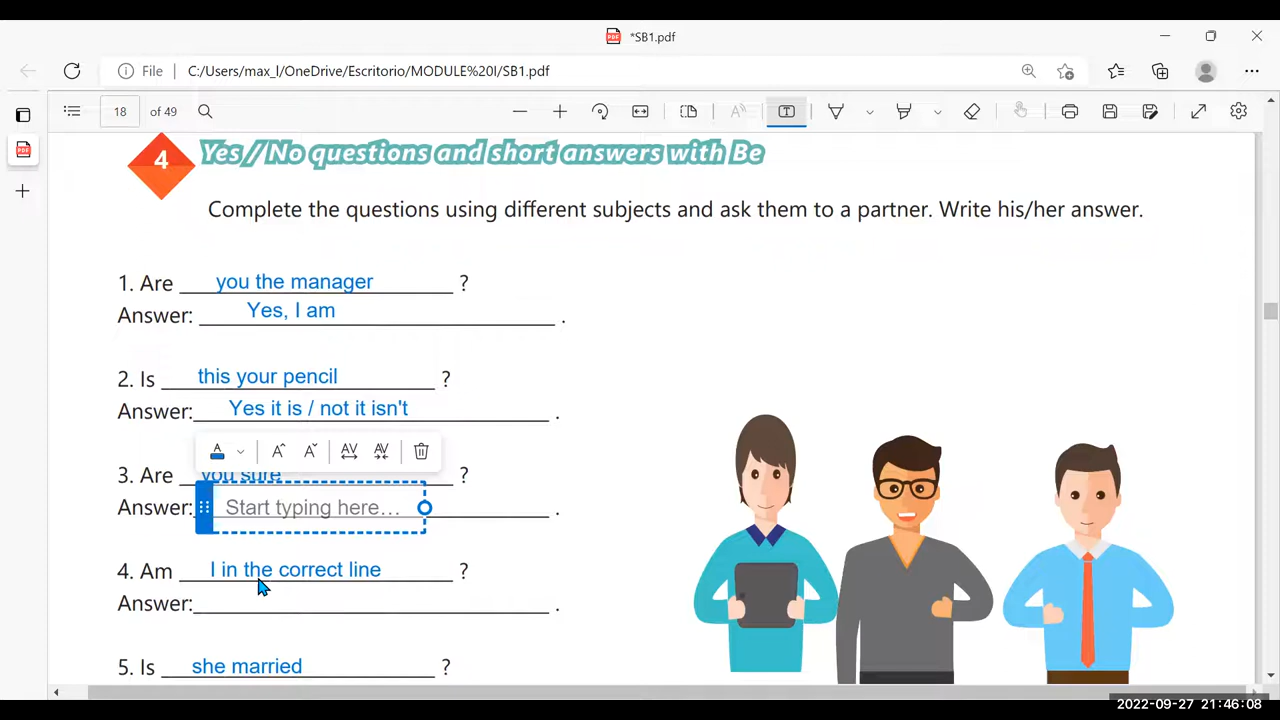 *SB1.pdf
File
C:/Users/max_l/OneDrive/Escritorio/MODULE%20I/SB1.pdf
18 of 49
4 Yes / No questions and short answers with Be
Complete the questions using different subjects and ask them to a partner. Write his/her answer.
1. Are you the manager ?
Answer: Yes, I am .
2. Is this your pencil ?
Answer: Yes it is / not it isn't .
3. Are you sure ?
Answer: Start typing here... .
4. Am I in the correct line ?
Answer: .
5. Is she married ?
2022-09-27 21:46:08